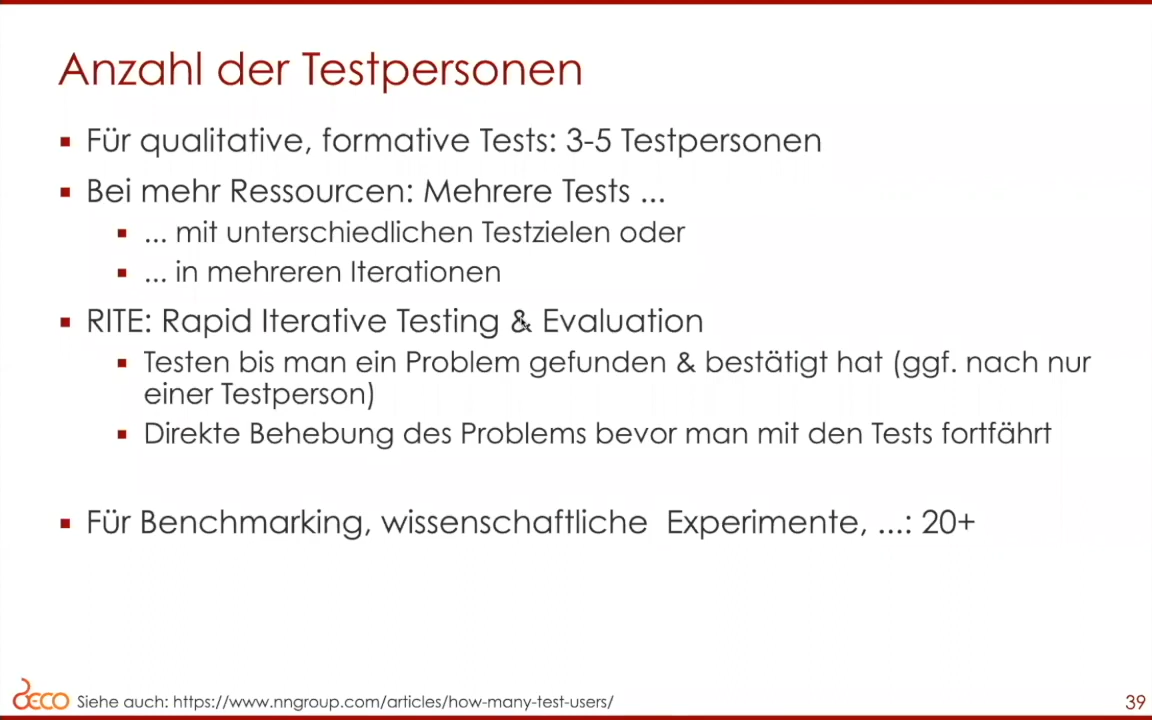 Anzahl der Testpersonen
Für qualitative, formative Tests: 3-5 Testpersonen
Bei mehr Ressourcen: Mehrere Tests ...
... mit unterschiedlichen Testzielen oder
... in mehreren Iterationen
RITE: Rapid Iterative Testing & Evaluation
Testen bis man ein Problem gefunden & bestätigt hat (ggf. nach nur
einer Testperson)
Direkte Behebung des Problems bevor man mit den Tests fortfährt
Für Benchmarking, wissenschaftliche Experimente, ...: 20+
DECO Siehe auch: https://www.nngroup.com/articles/how-many-test-users/
39